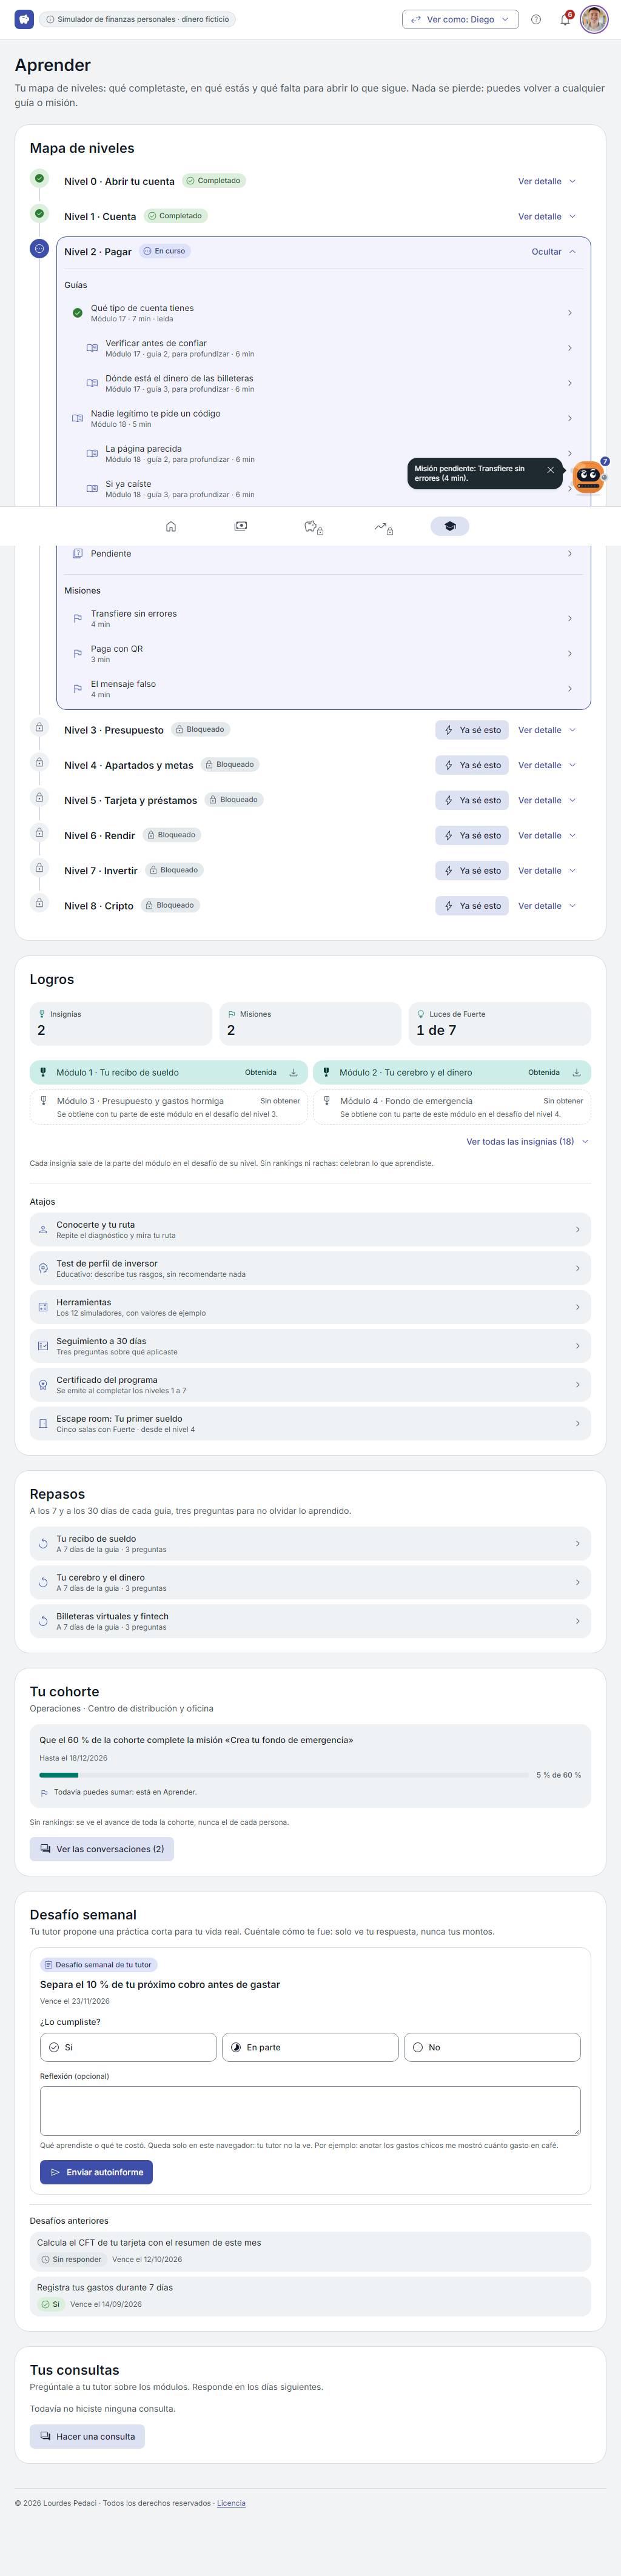 Simulador de finanzas personales · dinero ficticio
Ver como: Diego
6
Aprender
Tu mapa de niveles: qué completaste, en qué estás y qué falta para abrir lo que sigue. Nada se pierde: puedes volver a cualquier
guía o misión.
Mapa de niveles
Nivel 0 · Abrir tu cuenta
Completado
Ver detalle
Nivel 1 · Cuenta
Completado
Ver detalle
Nivel 2 · Pagar
En curso
Ocultar
Guías
Qué tipo de cuenta tienes
Módulo 17 · 7 min · leída
Verificar antes de confiar
Módulo 17 · guía 2, para profundizar · 6 min
Dónde está el dinero de las billeteras
Módulo 17 · guía 3, para profundizar · 6 min
Nadie legítimo te pide un código
Módulo 18 · 5 min
La página parecida
Módulo 18 · guía 2, para profundizar · 6 min
Misión pendiente: Transfiere sin
errores (4 min).
7
Si ya caíste
Módulo 18 · guía 3, para profundizar · 6 min
Pendiente
Misiones
Transfiere sin errores
4 min
Paga con QR
3 min
El mensaje falso
4 min
Nivel 3 · Presupuesto
Bloqueado
Ya sé esto
Ver detalle
Nivel 4 · Apartados y metas
Bloqueado
Ya sé esto
Ver detalle
Nivel 5 · Tarjeta y préstamos
Bloqueado
Ya sé esto
Ver detalle
Nivel 6 · Rendir
Bloqueado
Ya sé esto
Ver detalle
Nivel 7 · Invertir
Bloqueado
Ya sé esto
Ver detalle
Nivel 8 · Cripto
Bloqueado
Ya sé esto
Ver detalle
Logros
Insignias
2
Misiones
2
Luces de Fuerte
1 de 7
Módulo 1 · Tu recibo de sueldo
Obtenida
Módulo 2 · Tu cerebro y el dinero
Obtenida
Módulo 3 · Presupuesto y gastos hormiga
Sin obtener
Se obtiene con tu parte de este módulo en el desafío del nivel 3.
Módulo 4 · Fondo de emergencia
Sin obtener
Se obtiene con tu parte de este módulo en el desafío del nivel 4.
Ver todas las insignias (18)
Cada insignia sale de la parte del módulo en el desafío de su nivel. Sin rankings ni rachas: celebran lo que aprendiste.
Atajos
Conocerte y tu ruta
Repite el diagnóstico y mira tu ruta
Test de perfil de inversor
Educativo: describe tus rasgos, sin recomendarte nada
Herramientas
Los 12 simuladores, con valores de ejemplo
Seguimiento a 30 días
Tres preguntas sobre qué aplicaste
Certificado del programa
Se emite al completar los niveles 1 a 7
Escape room: Tu primer sueldo
Cinco salas con Fuerte · desde el nivel 4
Repasos
A los 7 y a los 30 días de cada guía, tres preguntas para no olvidar lo aprendido.
Tu recibo de sueldo
A 7 días de la guía · 3 preguntas
Tu cerebro y el dinero
A 7 días de la guía · 3 preguntas
Billeteras virtuales y fintech
A 7 días de la guía · 3 preguntas
Tu cohorte
Operaciones · Centro de distribución y oficina
Que el 60 % de la cohorte complete la misión «Crea tu fondo de emergencia»
Hasta el 18/12/2026
5 % de 60 %
Todavía puedes sumar: está en Aprender.
Sin rankings: se ve el avance de toda la cohorte, nunca el de cada persona.
Ver las conversaciones (2)
Desafío semanal
Tu tutor propone una práctica corta para tu vida real. Cuéntale cómo te fue: solo ve tu respuesta, nunca tus montos.
Desafío semanal de tu tutor
Separa el 10 % de tu próximo cobro antes de gastar
Vence el 23/11/2026
¿Lo cumpliste?
Sí
En parte
No
Reflexión (opcional)
Qué aprendiste o qué te costó. Queda solo en este navegador: tu tutor no la ve. Por ejemplo: anotar los gastos chicos me mostró cuánto gasto en café.
Enviar autoinforme
Desafíos anteriores
Calcula el CFT de tu tarjeta con el resumen de este mes
Sin responder
Vence el 12/10/2026
Registra tus gastos durante 7 días
Sí
Vence el 14/09/2026
Tus consultas
Pregúntale a tu tutor sobre los módulos. Responde en los días siguientes.
Todavía no hiciste ninguna consulta.
Hacer una consulta
© 2026 Lourdes Pedaci · Todos los derechos reservados · Licencia